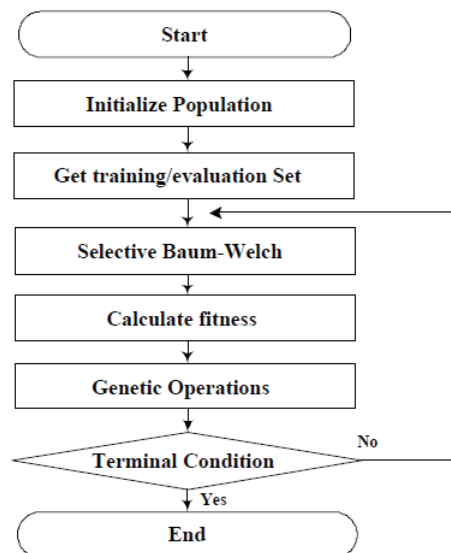 Start
Initialize Population
Get training/evaluation Set
Selective Baum-Welch
Calculate fitness
Genetic Operations
Terminal Condition
No
Yes
End